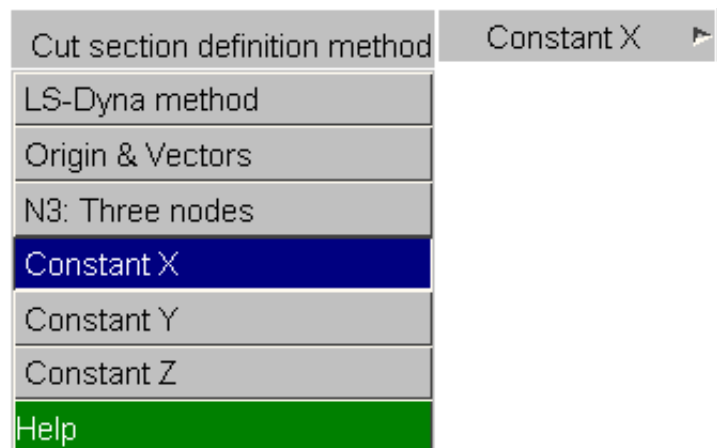 Cut section definition method
Constant X
LS-Dyna method
Origin & Vectors
N3: Three nodes
Constant X
Constant Y
Constant Z
Help